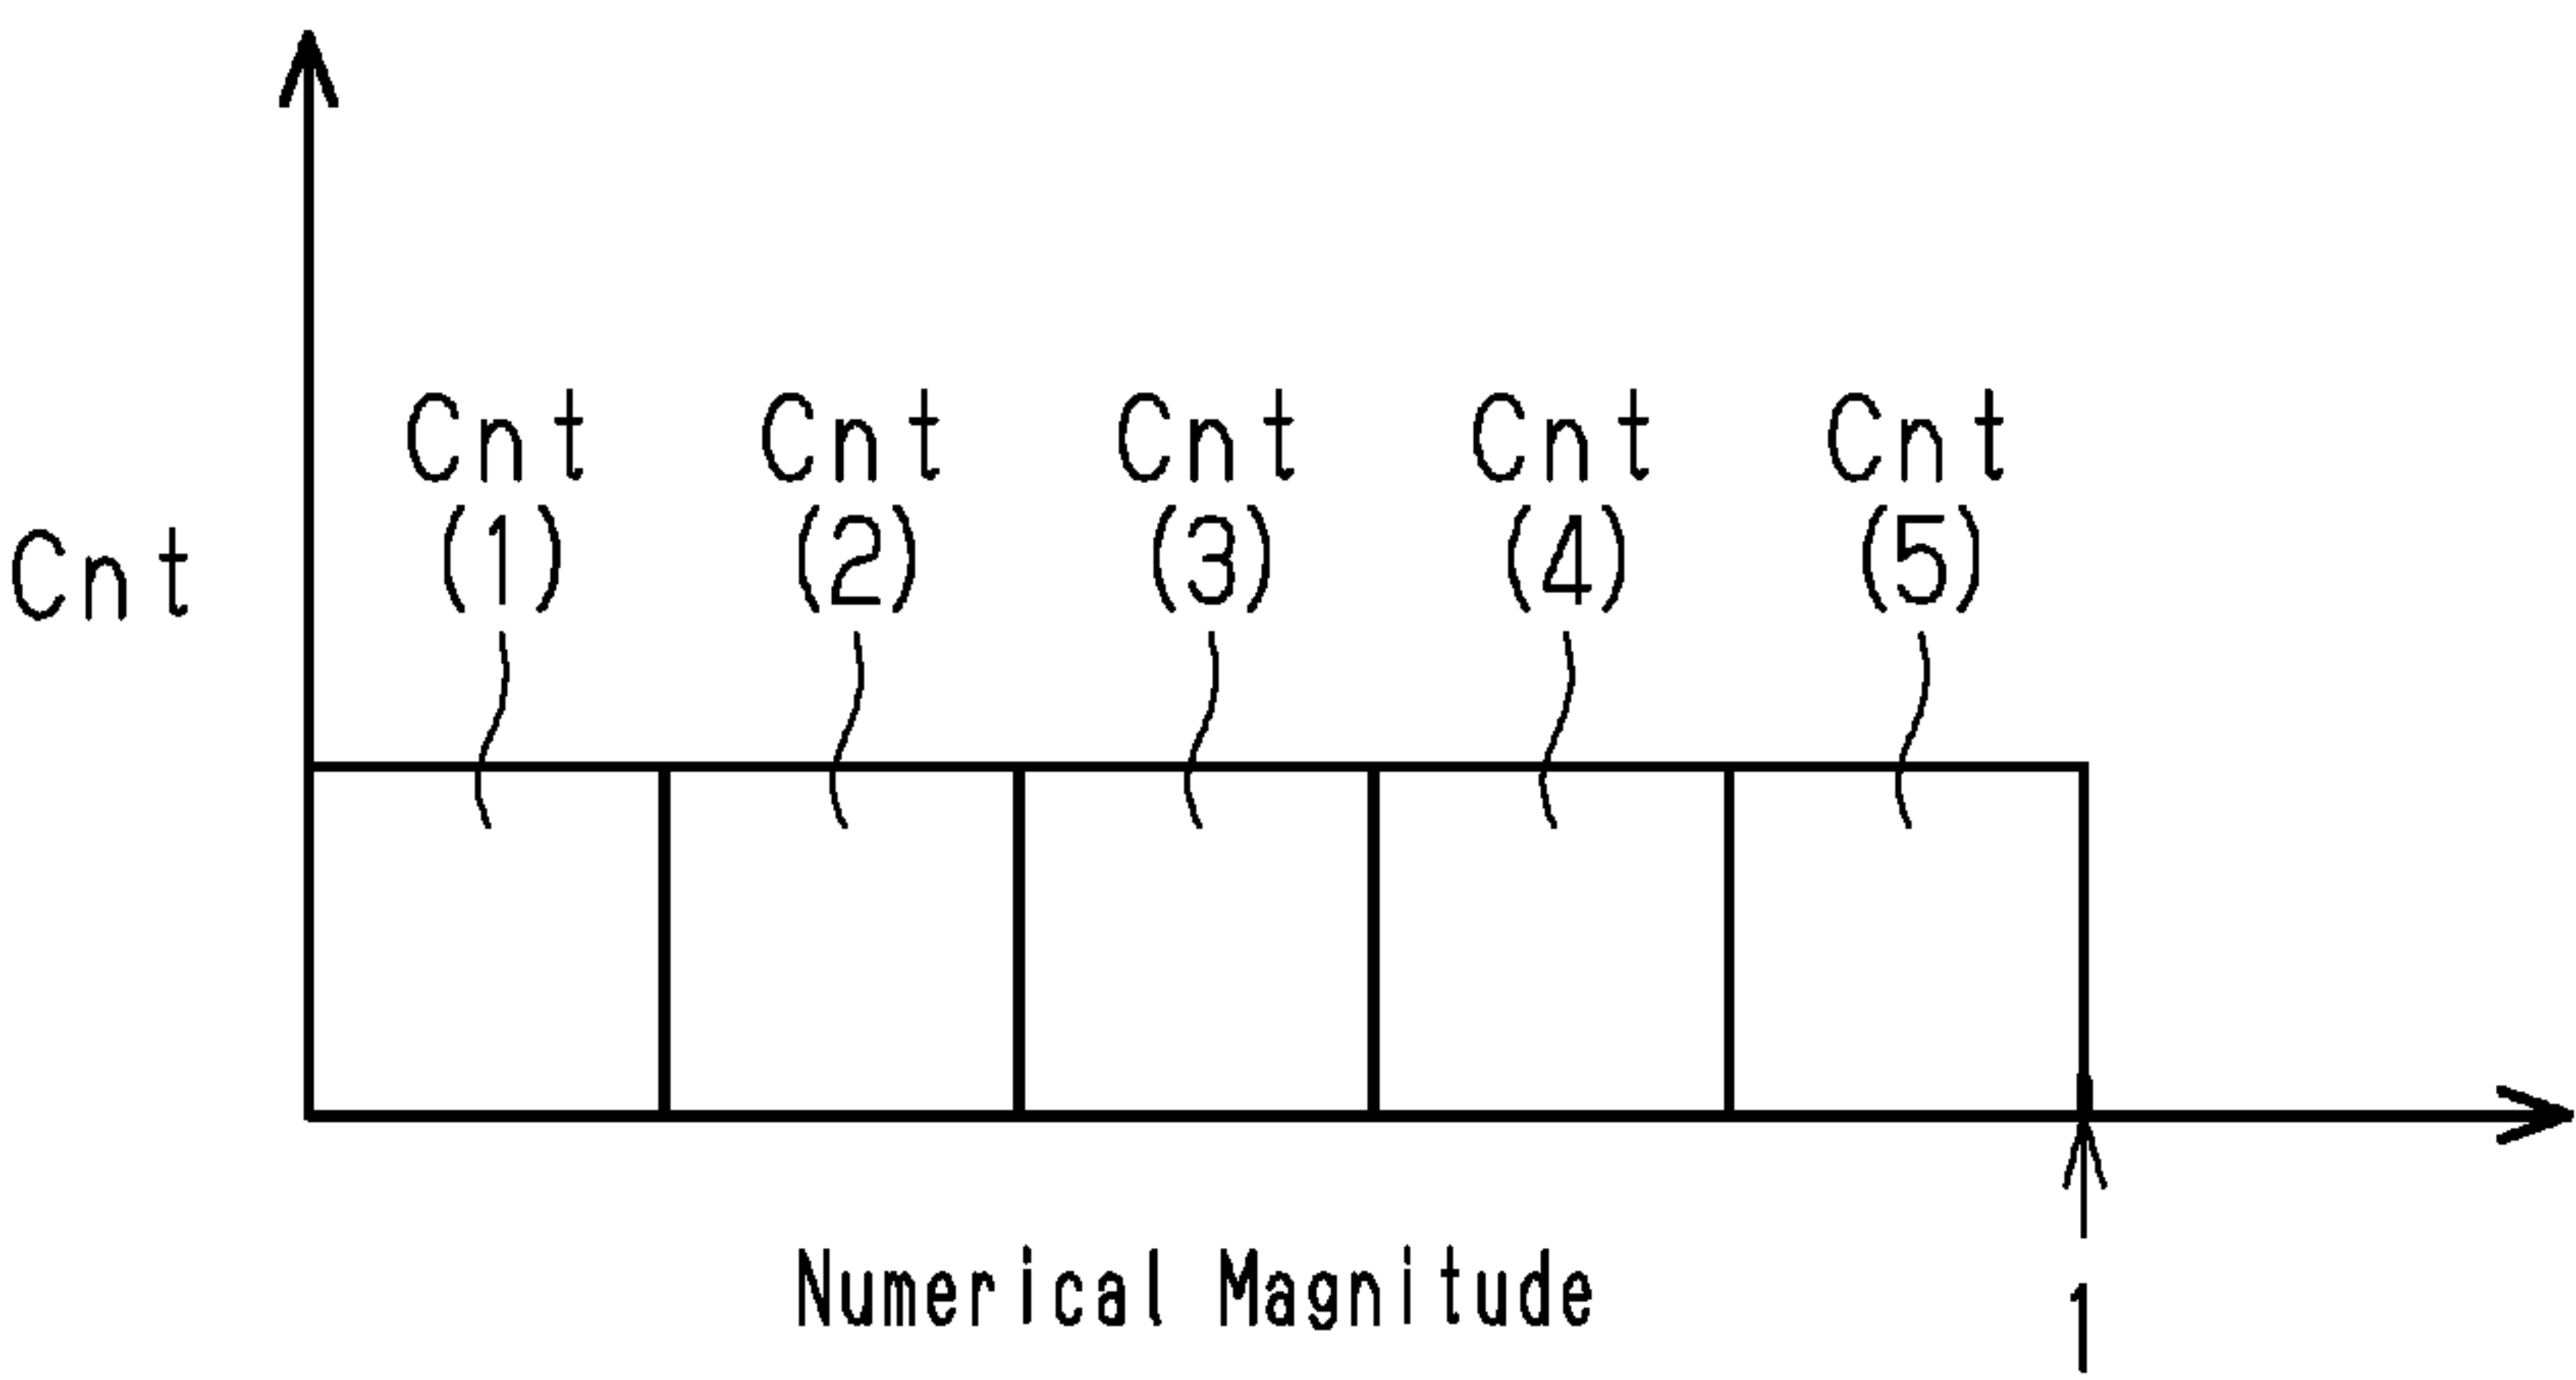 Cnt Cnt Cnt Cnt Cnt
(1) (2) (3) (4) (5)
Cnt
Numerical Magnitude
1